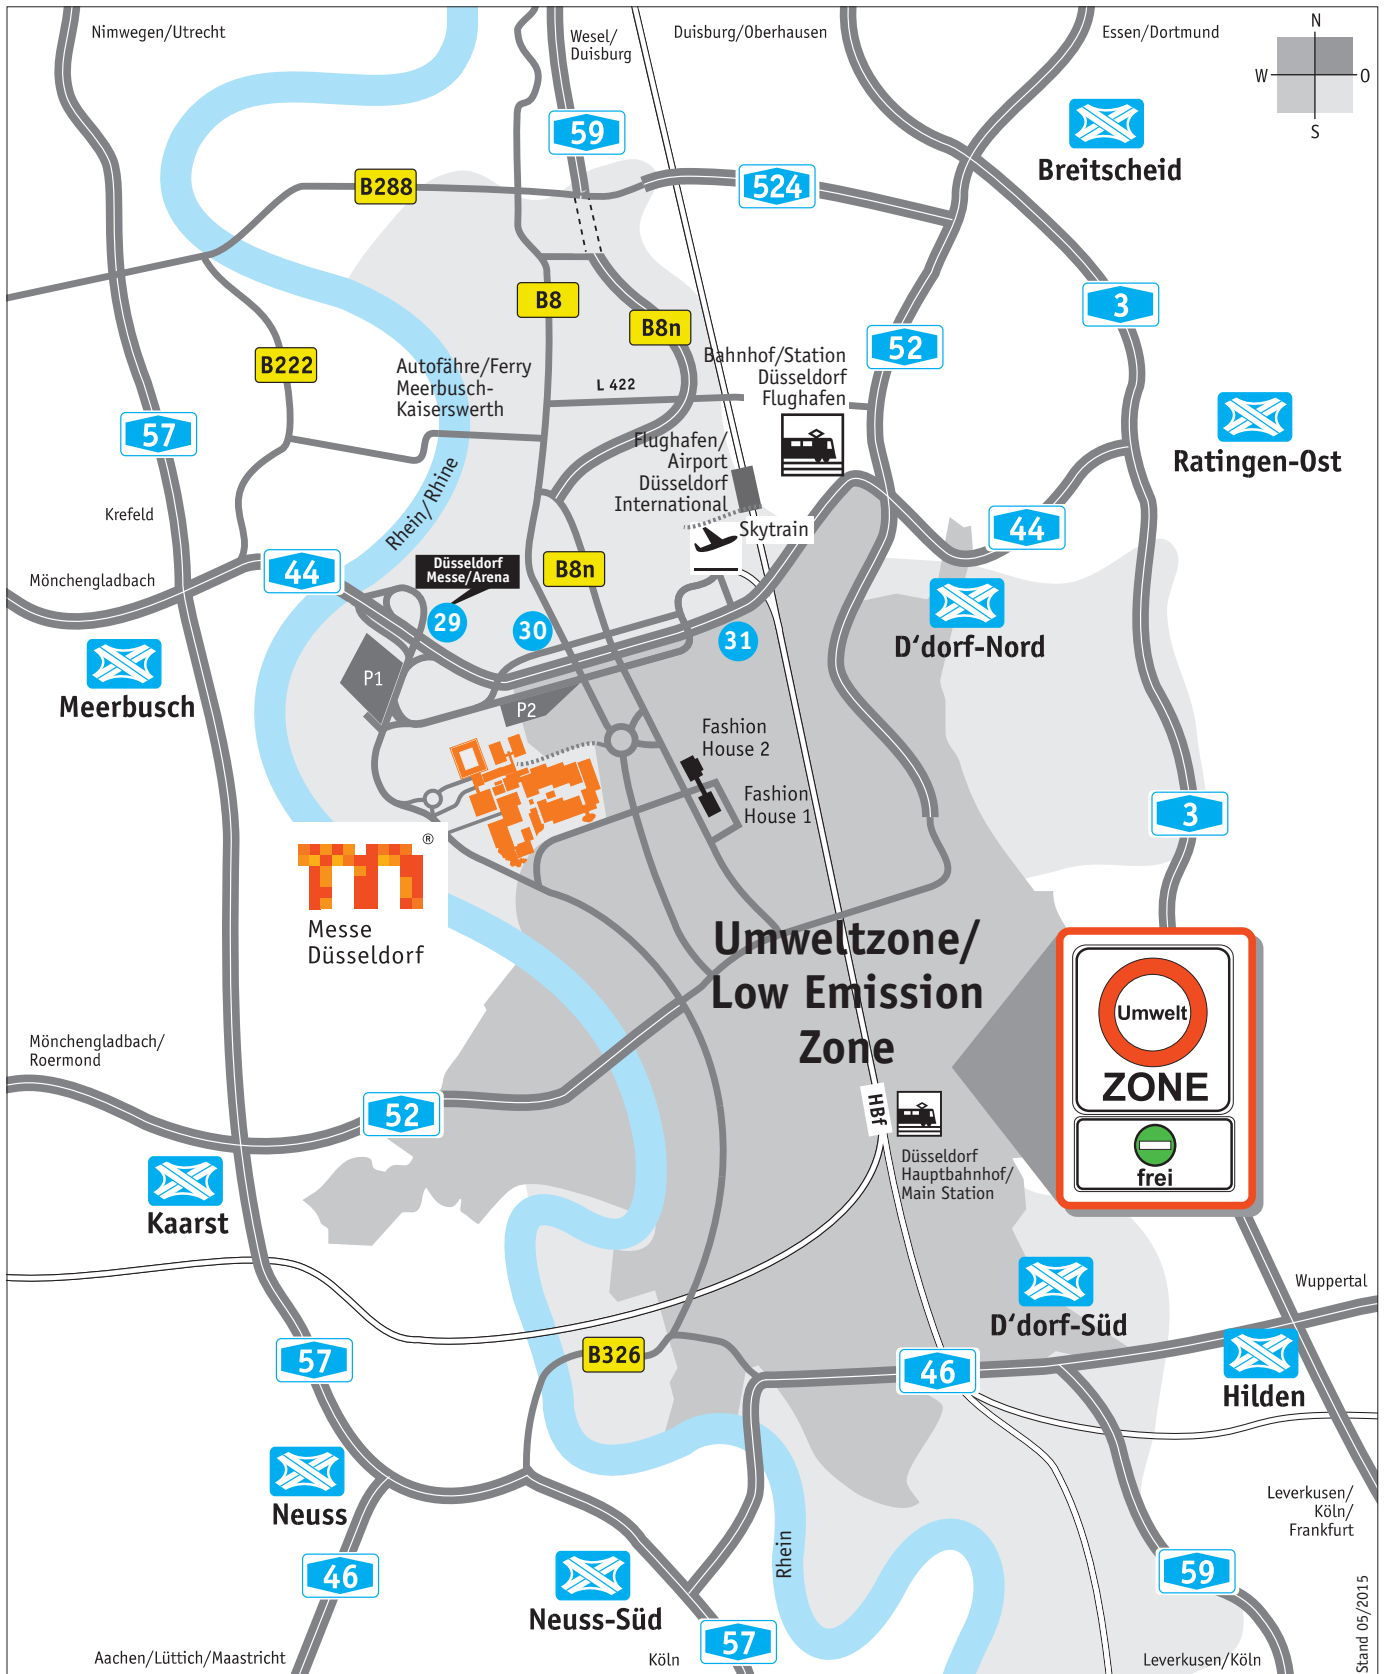 Nimwegen/Utrecht
Wesel/
Duisburg
Duisburg/Oberhausen
Essen/Dortmund
N
W
O
S
59
Breitscheid
B288
524
3
B8
B8n
52
B222
Autofähre/Ferry
Meerbusch-
Kaiserswerth
L 422
Bahnhof/Station
Düsseldorf
Flughafen
57
Flughafen/
Airport
Düsseldorf
International
Ratingen-Ost
Rhein/Rhine
Krefeld
Skytrain
44
Mönchengladbach
44
Düsseldorf
Messe/Arena
B8n
29
30
31
D‘dorf-Nord
Meerbusch
P1
P2
Fashion
House 2
Fashion
House 1
3
®
Messe
Düsseldorf
Umweltzone/
Low Emission
Zone
Umwelt
ZONE
frei
Mönchengladbach/
Roermond
52
HBf
Düsseldorf
Hauptbahnhof/
Main Station
Kaarst
Wuppertal
D‘dorf-Süd
57
B326
46
Hilden
Neuss
Leverkusen/
Köln/
Frankfurt
46
Rhein
59
Neuss-Süd
57
Aachen/Lüttich/Maastricht
Köln
Leverkusen/Köln
Stand 05/2015